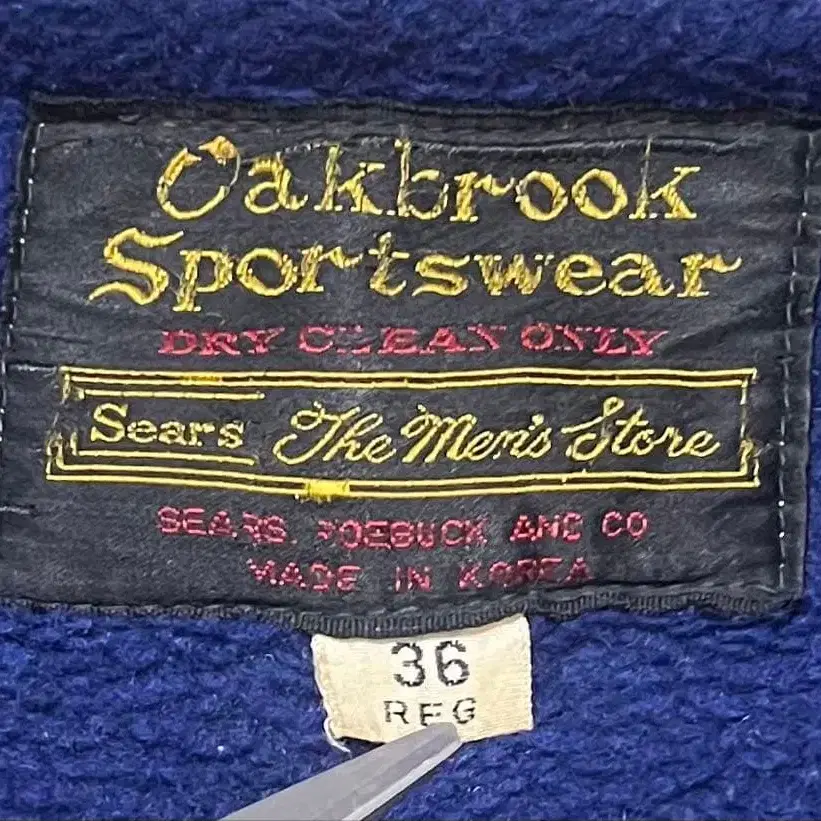 Oakbrook
Sportswear
DRY CLEAN ONLY
Sears The Men's Store
SEARS, ROEBUCK AND CO
MADE IN KOREA
36
REG